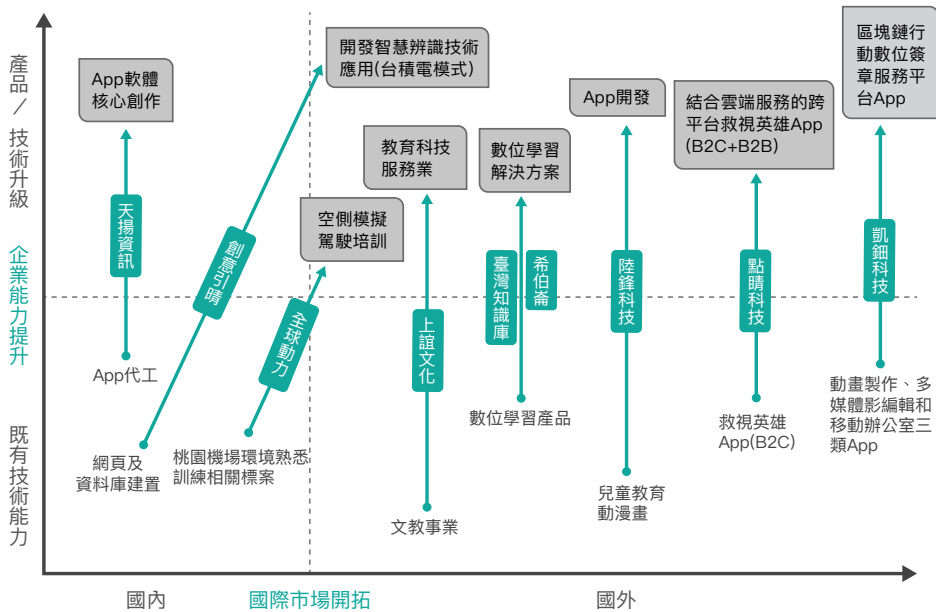 產品／技術升級
企業能力提升
既有技術能力
App軟體
核心創作
天揚資訊
App代工
開發智慧辨識技術
應用(台積電模式)
創意引晴
網頁及
資料庫建置
空側模擬
駕駛培訓
全球動力
桃園機場環境熟悉
訓練相關標案
教育科技
服務業
上誼文化
文教事業
數位學習
解決方案
臺灣知識庫
希伯崙
數位學習產品
App開發
陸鋒科技
兒童教育
動漫畫
結合雲端服務的跨
平台救視英雄App
(B2C+B2B)
點睛科技
救視英雄
App(B2C)
區塊鏈行
動數位簽
章服務平
台App
凱鈿科技
動畫製作、多
媒體影編輯和
移動辦公室三
類App
國內
國際市場開拓
國外